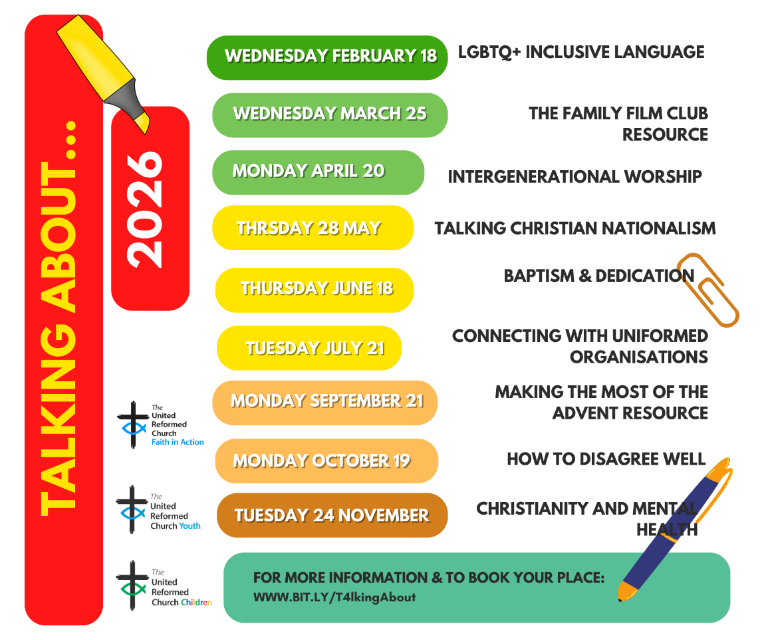 TALKING ABOUT...
2026
WEDNESDAY FEBRUARY 18
LGBTQ+ INCLUSIVE LANGUAGE
WEDNESDAY MARCH 25
THE FAMILY FILM CLUB
RESOURCE
MONDAY APRIL 20
INTERGENERATIONAL WORSHIP
THRSDAY 28 MAY
TALKING CHRISTIAN NATIONALISM
THURSDAY JUNE 18
BAPTISM & DEDICATION
TUESDAY JULY 21
CONNECTING WITH UNIFORMED
ORGANISATIONS
MONDAY SEPTEMBER 21
MAKING THE MOST OF THE
ADVENT RESOURCE
MONDAY OCTOBER 19
HOW TO DISAGREE WELL
TUESDAY 24 NOVEMBER
CHRISTIANITY AND MENTAL
HEALTH
The
United
Reformed
Church
Faith in Action
The
United
Reformed
Church Youth
The
United
Reformed
Church Children
FOR MORE INFORMATION & TO BOOK YOUR PLACE:
WWW.BIT.LY/T4lkingAbout